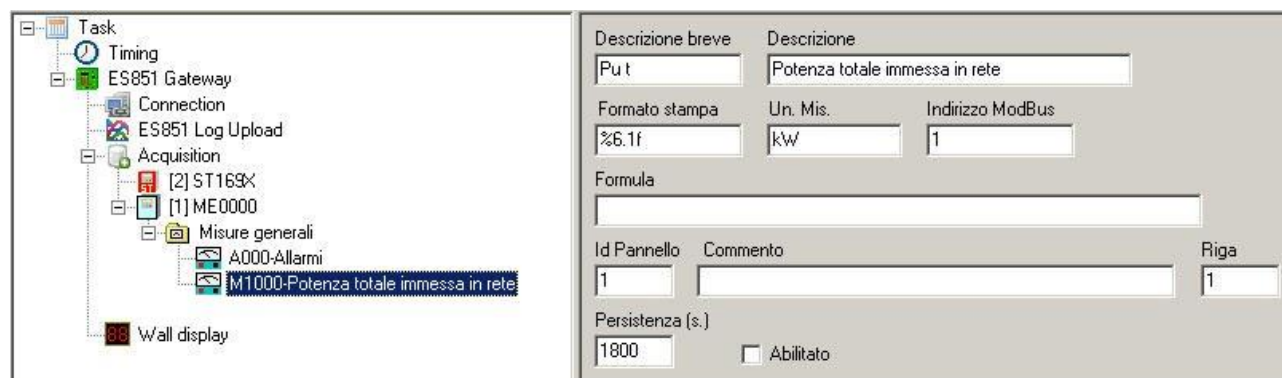 Task
Timing
ES851 Gateway
Connection
ES851 Log Upload
Acquisition
[2] ST169X
[1] ME0000
Misure generali
A000-Allarmi
M1000-Potenza totale immessa in rete
88 Wall display
Descrizione breve Descrizione
Pu t Potenza totale immessa in rete
Formato stampa Un. Mis. Indirizzo ModBus
%6.1f kW 1
Formula
Id Pannello Commento Riga
1 1
Persistenza (s.)
1800 Abilitato